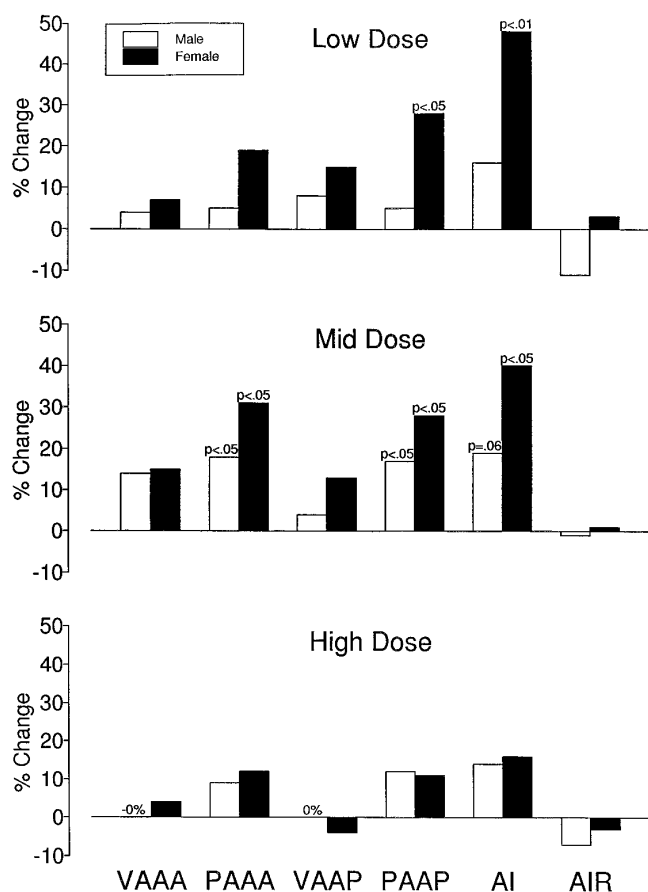 Low Dose
Male
Female
% Change
50
40
30
20
10
0
-10
p<.05
p<.01
Mid Dose
% Change
50
40
30
20
10
0
-10
p<.05
p<.05
p<.05
p<.05
p=.06
p<.05
High Dose
% Change
50
40
30
20
10
0
-10
-0%
0%
VAAA PAAA VAAP PAAP AI AIR